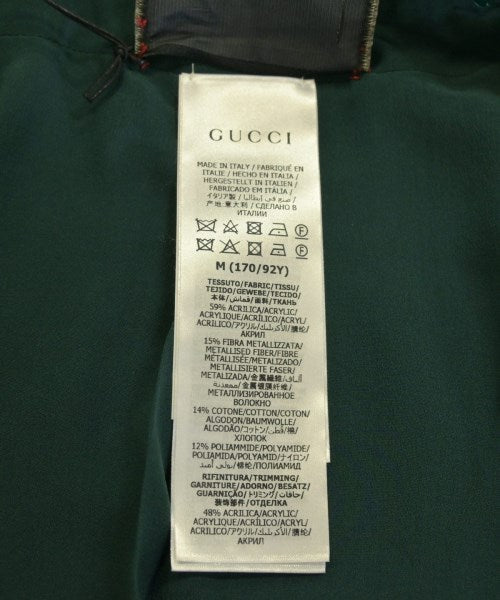 GUCCI
MADE IN ITALY / FABRIQUÉ EN
ITALIE / HECHO EN ITALIA /
HERGESTELLT IN ITALIEN /
FABRICADO EM ITÁLIA /
イタリア製 / صنع في إيطاليا /
产地:意大利 / СДЕЛАНО В
ИТАЛИИ
M (170/92Y)
TESSUTO/FABRIC/TISSU/
TEJIDO/GEWEBE/TECIDO/
本体/قماش/面料/ТКАНЬ
59% ACRILICA/ACRYLIC/
ACRYLIQUE/ACRÍLICO/ACRYL/
ACRÍLICO/アクリル/الأكرليك/腈纶/
АКРИЛ
15% FIBRA METALLIZZATA/
METALLISED FIBER/FIBRE
MÉTALLISÉE/METALIZADO/
METALLISIERTE FASER/
METALIZADA/金属繊維/ألياف
معدنية/金属镀膜纤维/
МЕТАЛЛИЗИРОВАННОЕ
ВОЛОКНО
14% COTONE/COTTON/COTON/
ALGODON/BAUMWOLLE/
ALGODÃO/コットン/قطن/棉/
ХЛОПОК
12% POLIAMMIDE/POLYAMIDE/
POLIAMIDA/POLYAMID/ナイロン/
بولي أميد/锦纶/ПОЛИАМИД
RIFINITURA/TRIMMING/
GARNITURE/ADORNO/BESATZ/
GUARNIÇÃO/トリミング/حافات/
装饰部件/ОТДЕЛКА
48% ACRILICA/ACRYLIC/
ACRYLIQUE/ACRÍLICO/ACRYL/
ACRÍLICO/アクリル/الأكرليك/腈纶/
АКРИЛ